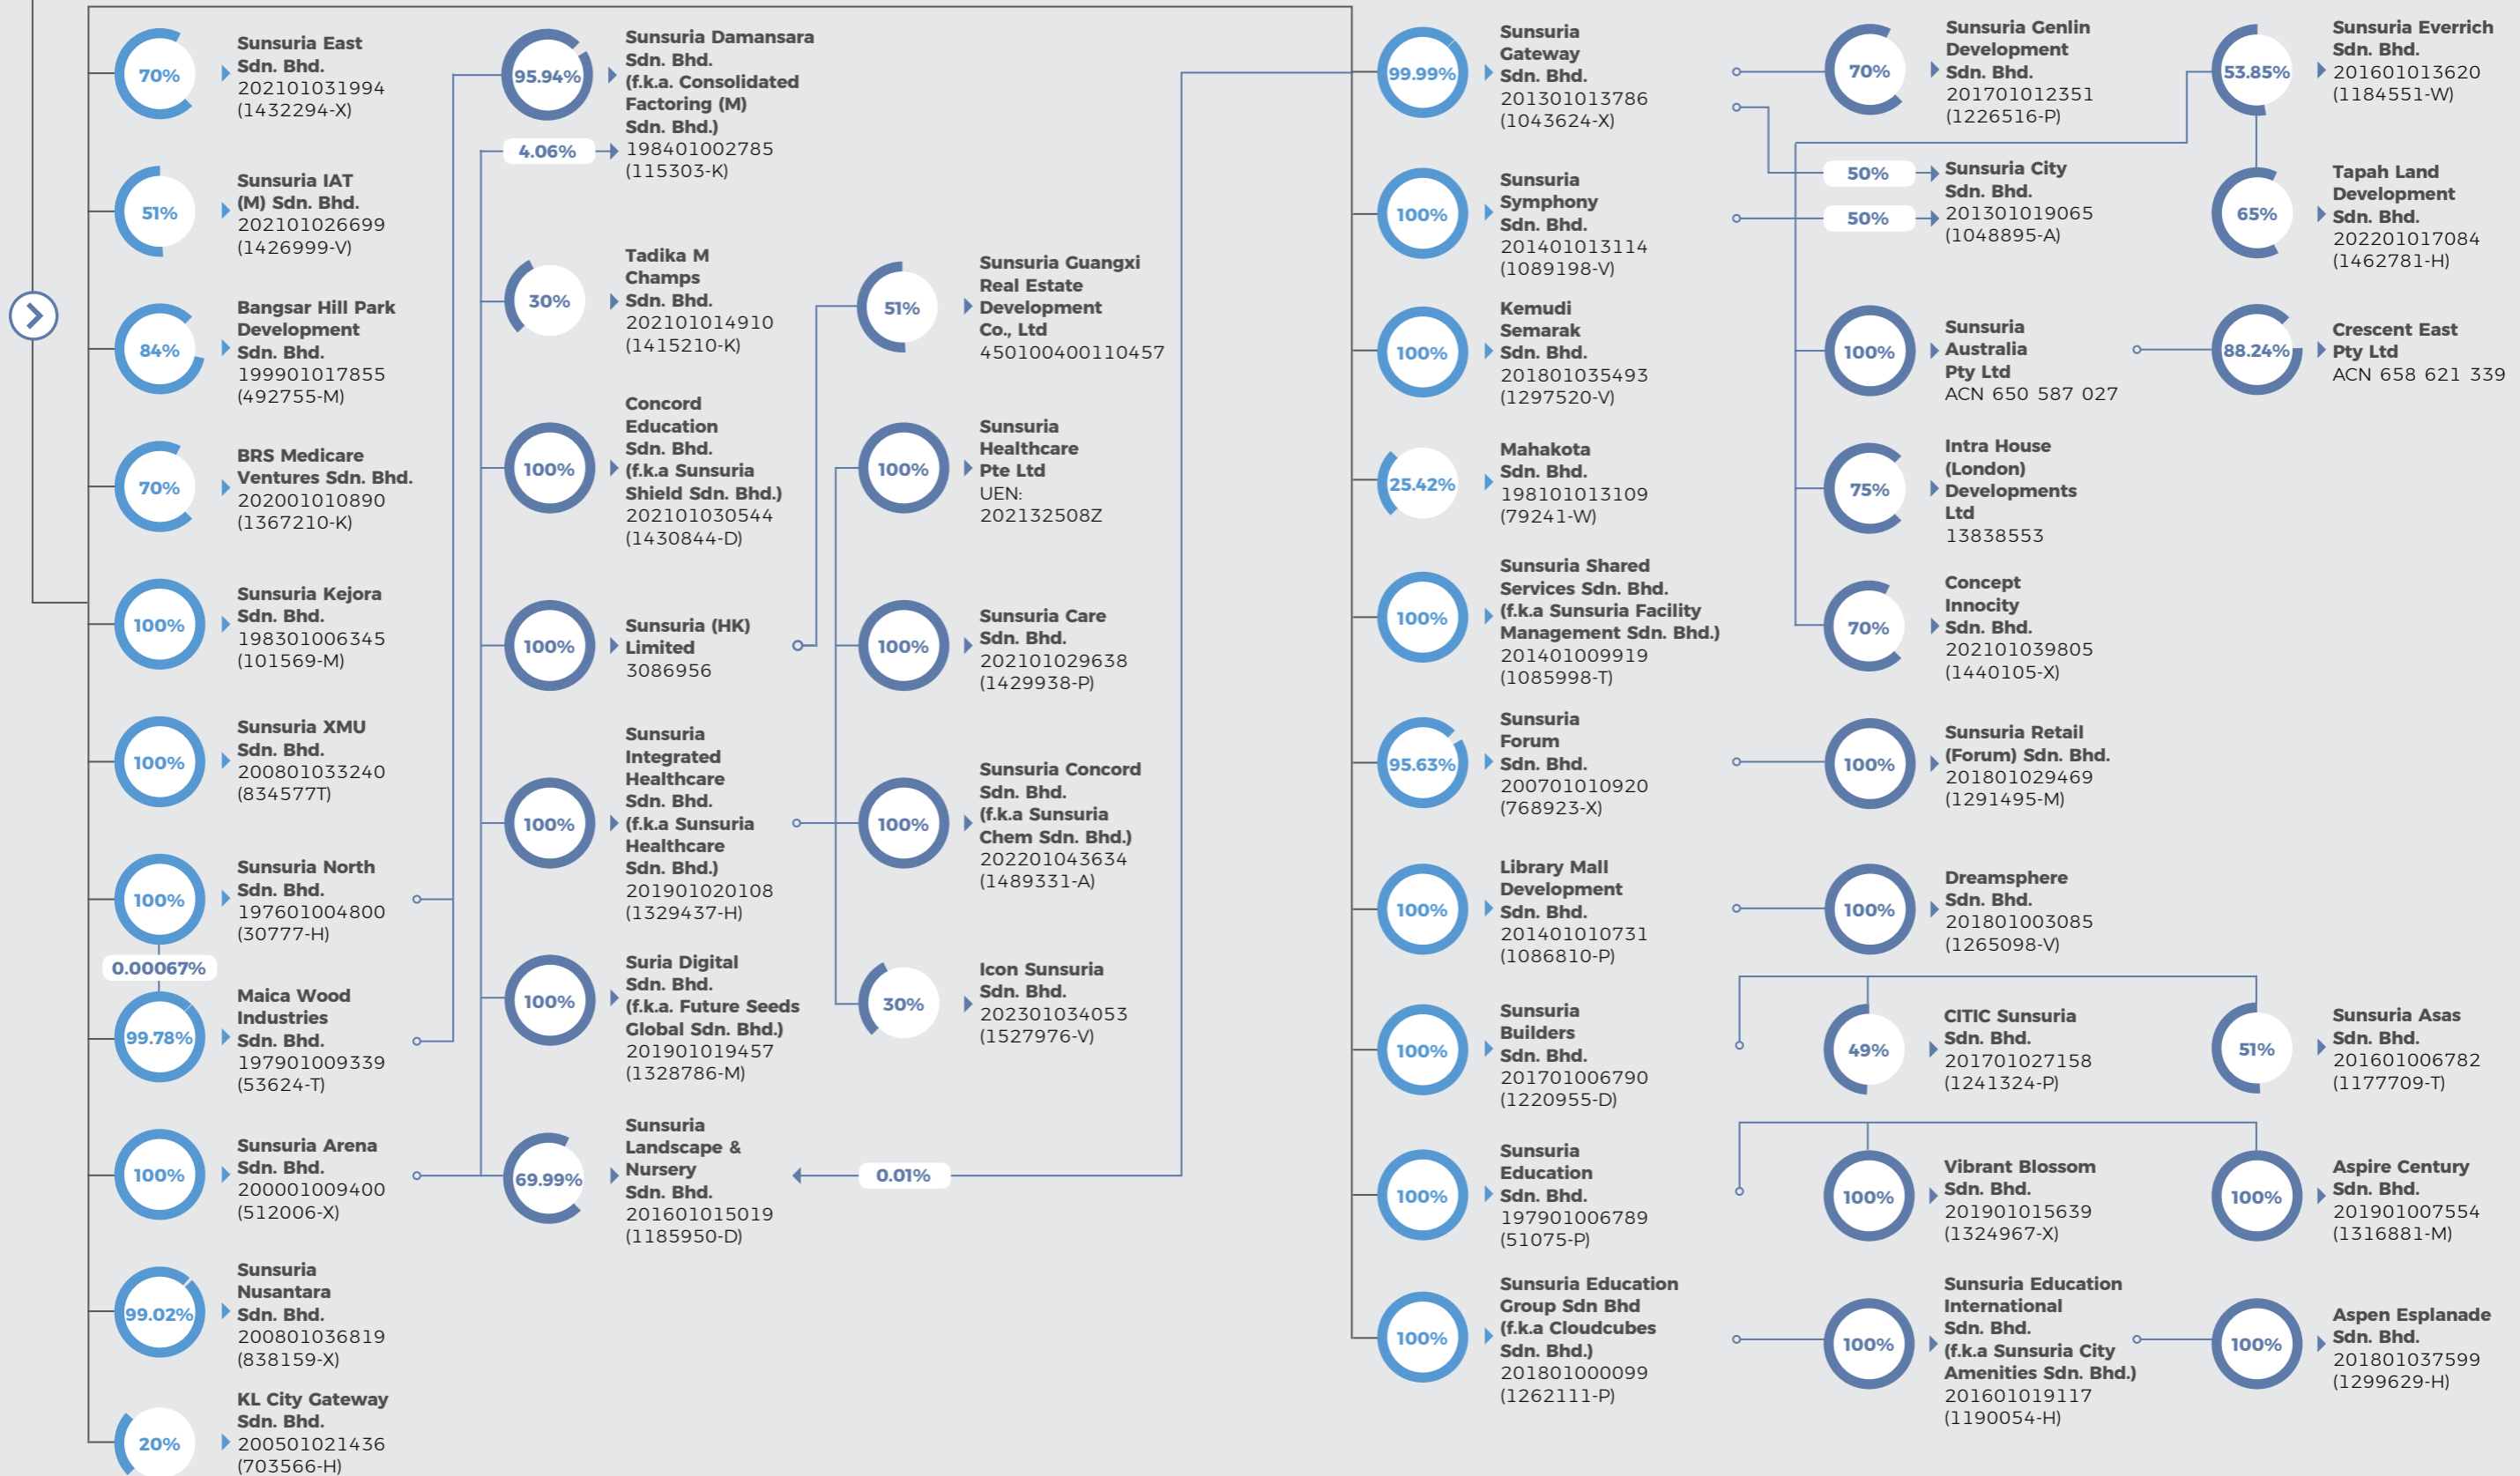 70%
Sunsuria East
Sdn. Bhd.
202101031994
(1432294-X)
51%
Sunsuria IAT
(M) Sdn. Bhd.
202101026699
(1426999-V)
84%
Bangsar Hill Park
Development
Sdn. Bhd.
199901017855
(492755-M)
70%
BRS Medicare
Ventures Sdn. Bhd.
202001010890
(1367210-K)
100%
Sunsuria Kejora
Sdn. Bhd.
198301006345
(101569-M)
100%
Sunsuria XMU
Sdn. Bhd.
200801033240
(834577T)
100%
Sunsuria North
Sdn. Bhd.
197601004800
(30777-H)
0.00067%
99.78%
Maica Wood
Industries
Sdn. Bhd.
197901009339
(53624-T)
100%
Sunsuria Arena
Sdn. Bhd.
200001009400
(512006-X)
99.02%
Sunsuria
Nusantara
Sdn. Bhd.
200801036819
(838159-X)
20%
KL City Gateway
Sdn. Bhd.
200501021436
(703566-H)
95.94%
4.06%
Sunsuria Damansara
Sdn. Bhd.
(f.k.a. Consolidated
Factoring (M)
Sdn. Bhd.)
198401002785
(115303-K)
30%
Tadika M
Champs
Sdn. Bhd.
202101014910
(1415210-K)
100%
Concord
Education
Sdn. Bhd.
(f.k.a Sunsuria
Shield Sdn. Bhd.)
202101030544
(1430844-D)
100%
Sunsuria (HK)
Limited
3086956
100%
Sunsuria
Integrated
Healthcare
Sdn. Bhd.
(f.k.a Sunsuria
Healthcare
Sdn. Bhd.)
201901020108
(1329437-H)
100%
Suria Digital
Sdn. Bhd.
(f.k.a. Future Seeds
Global Sdn. Bhd.)
201901019457
(1328786-M)
69.99%
Sunsuria
Landscape &
Nursery
Sdn. Bhd.
201601015019
(1185950-D)
0.01%
51%
Sunsuria Guangxi
Real Estate
Development
Co., Ltd
450100400110457
100%
Sunsuria
Healthcare
Pte Ltd
UEN:
202132508Z
100%
Sunsuria Care
Sdn. Bhd.
202101029638
(1429938-P)
100%
Sunsuria Concord
Sdn. Bhd.
(f.k.a Sunsuria
Chem Sdn. Bhd.)
202201043634
(1489331-A)
30%
Icon Sunsuria
Sdn. Bhd.
202301034053
(1527976-V)
99.99%
Sunsuria
Gateway
Sdn. Bhd.
201301013786
(1043624-X)
100%
Sunsuria
Symphony
Sdn. Bhd.
201401013114
(1089198-V)
100%
Kemudi
Semarak
Sdn. Bhd.
201801035493
(1297520-V)
25.42%
Mahakota
Sdn. Bhd.
198101013109
(79241-W)
100%
Sunsuria Shared
Services Sdn. Bhd.
(f.k.a Sunsuria Facility
Management Sdn. Bhd.)
201401009919
(1085998-T)
95.63%
Sunsuria
Forum
Sdn. Bhd.
200701010920
(768923-X)
100%
Library Mall
Development
Sdn. Bhd.
201401010731
(1086810-P)
100%
Sunsuria
Builders
Sdn. Bhd.
201701006790
(1220955-D)
100%
Sunsuria
Education
Sdn. Bhd.
197901006789
(51075-P)
100%
Sunsuria Education
Group Sdn Bhd
(f.k.a Cloudcubes
Sdn. Bhd.)
201801000099
(1262111-P)
70%
Sunsuria Genlin
Development
Sdn. Bhd.
201701012351
(1226516-P)
50%
50%
Sunsuria City
Sdn. Bhd.
201301019065
(1048895-A)
100%
Sunsuria
Australia
Pty Ltd
ACN 650 587 027
75%
Intra House
(London)
Developments
Ltd
13838553
70%
Concept
Innocity
Sdn. Bhd.
202101039805
(1440105-X)
100%
Sunsuria Retail
(Forum) Sdn. Bhd.
201801029469
(1291495-M)
100%
Dreamsphere
Sdn. Bhd.
201801003085
(1265098-V)
49%
CITIC Sunsuria
Sdn. Bhd.
201701027158
(1241324-P)
100%
Vibrant Blossom
Sdn. Bhd.
201901015639
(1324967-X)
100%
Sunsuria Education
International
Sdn. Bhd.
(f.k.a Sunsuria City
Amenities Sdn. Bhd.)
201601019117
(1190054-H)
53.85%
Sunsuria Everrich
Sdn. Bhd.
201601013620
(1184551-W)
65%
Tapah Land
Development
Sdn. Bhd.
202201017084
(1462781-H)
88.24%
Crescent East
Pty Ltd
ACN 658 621 339
51%
Sunsuria Asas
Sdn. Bhd.
201601006782
(1177709-T)
100%
Aspire Century
Sdn. Bhd.
201901007554
(1316881-M)
100%
Aspen Esplanade
Sdn. Bhd.
201801037599
(1299629-H)